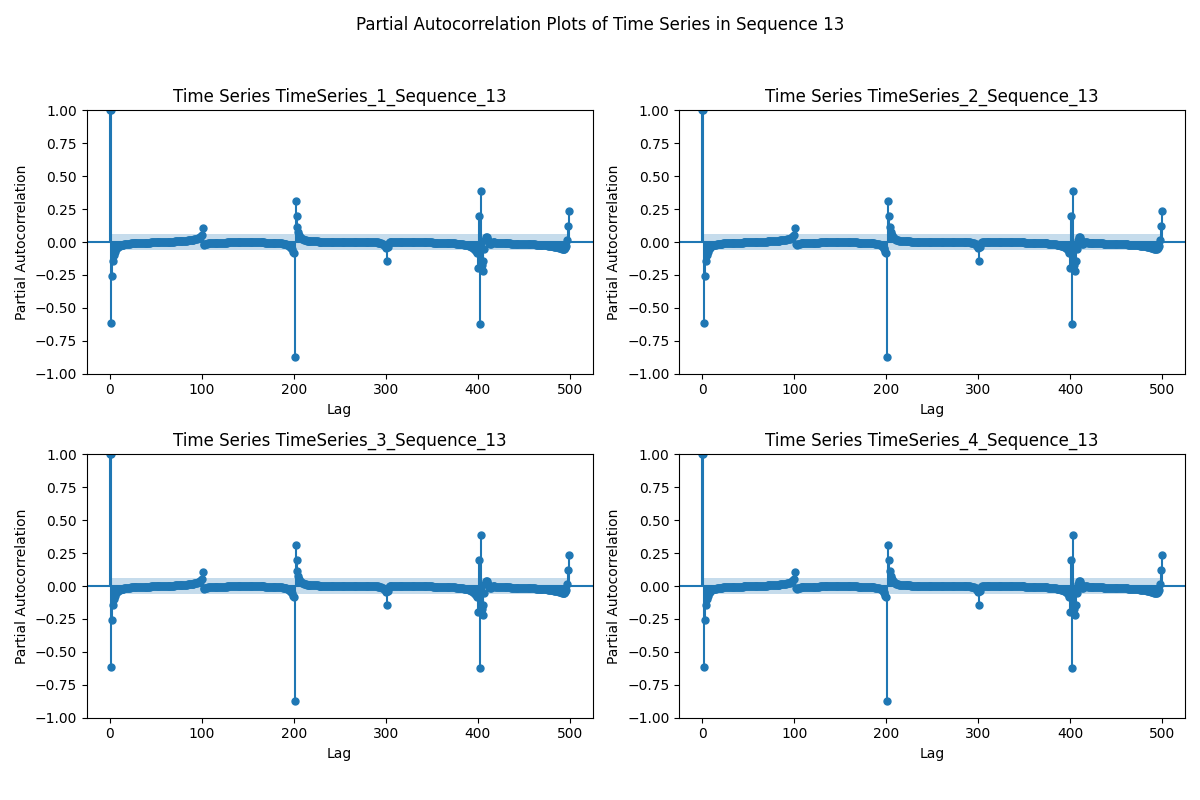 Partial Autocorrelation Plots of Time Series in Sequence 13
Time Series TimeSeries_1_Sequence_13
Partial Autocorrelation
1.00
0.75
0.50
0.25
0.00
−0.25
−0.50
−0.75
−1.00
0 100 200 300 400 500
Lag
Time Series TimeSeries_2_Sequence_13
Partial Autocorrelation
1.00
0.75
0.50
0.25
0.00
−0.25
−0.50
−0.75
−1.00
0 100 200 300 400 500
Lag
Time Series TimeSeries_3_Sequence_13
Partial Autocorrelation
1.00
0.75
0.50
0.25
0.00
−0.25
−0.50
−0.75
−1.00
0 100 200 300 400 500
Lag
Time Series TimeSeries_4_Sequence_13
Partial Autocorrelation
1.00
0.75
0.50
0.25
0.00
−0.25
−0.50
−0.75
−1.00
0 100 200 300 400 500
Lag